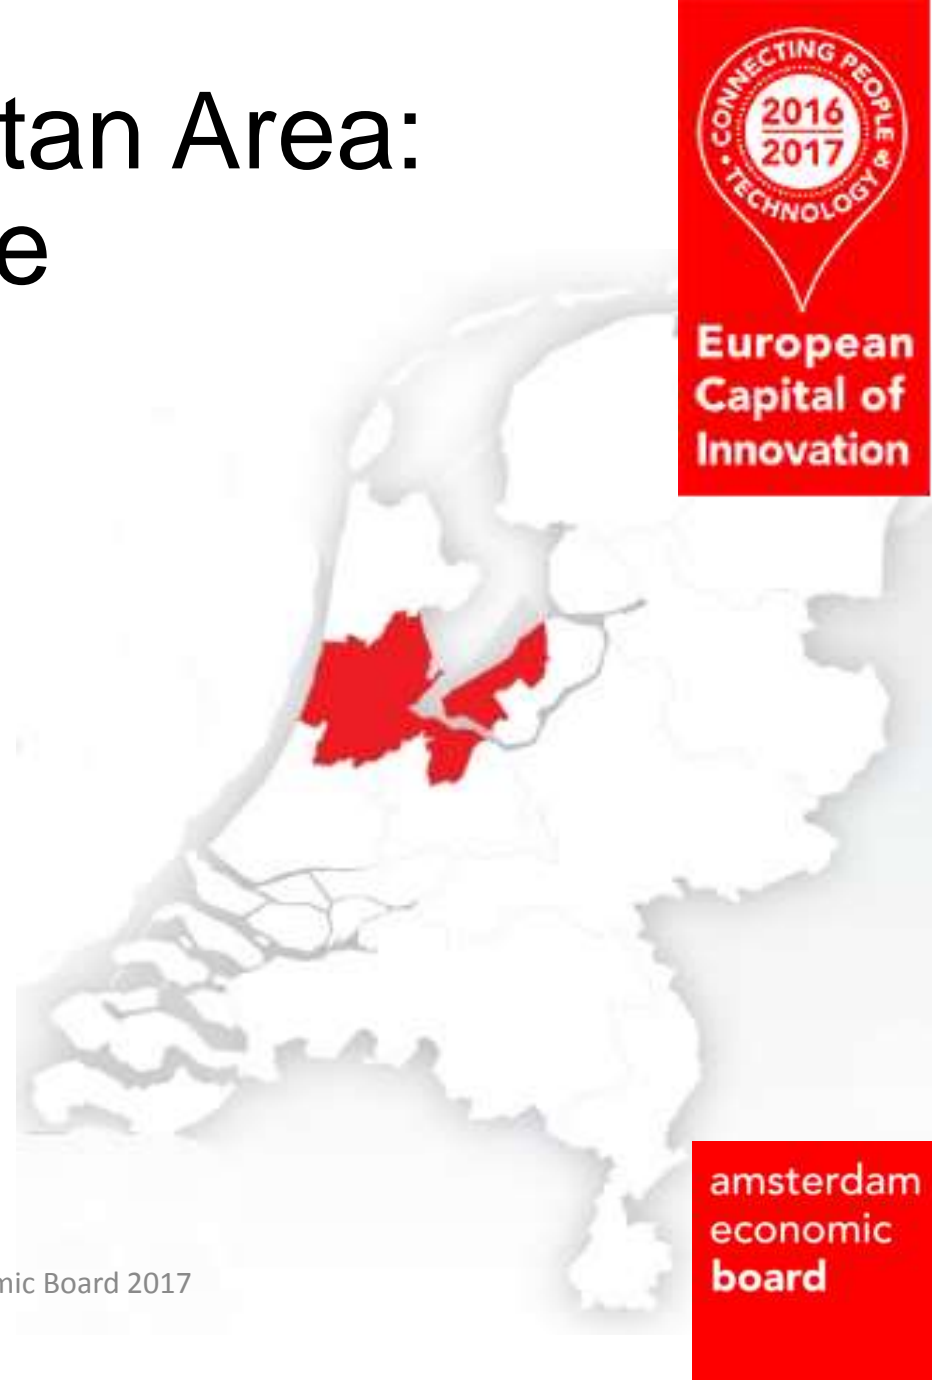 tan Area:
e
CONNECTING PEOPLE &
• TECHNOLOGY •
2016
2017
European
Capital of
Innovation
mic Board 2017
amsterdam
economic
board